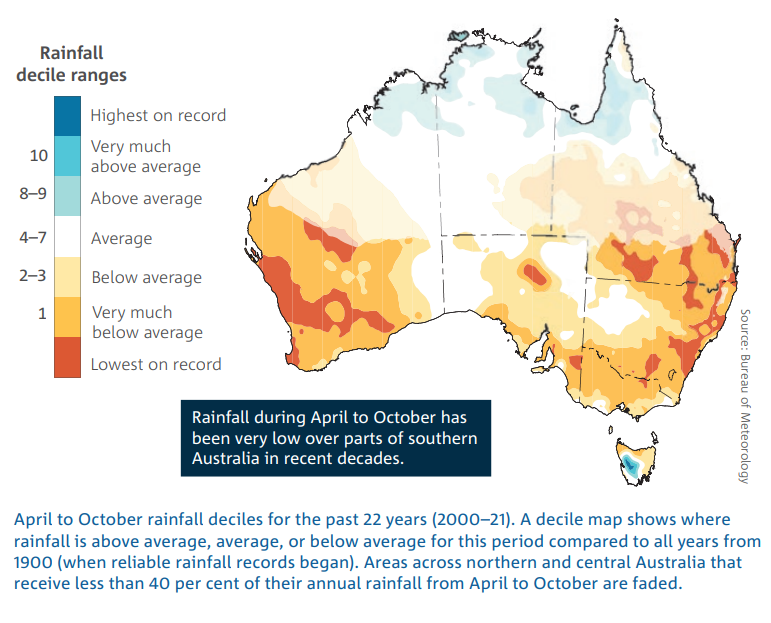 Rainfall
decile ranges
Highest on record
10
Very much
above average
8–9
Above average
4–7
Average
2–3
Below average
1
Very much
below average
Lowest on record
Rainfall during April to October has
been very low over parts of southern
Australia in recent decades.
Source: Bureau of Meteorology
April to October rainfall deciles for the past 22 years (2000–21). A decile map shows where
rainfall is above average, average, or below average for this period compared to all years from
1900 (when reliable rainfall records began). Areas across northern and central Australia that
receive less than 40 per cent of their annual rainfall from April to October are faded.